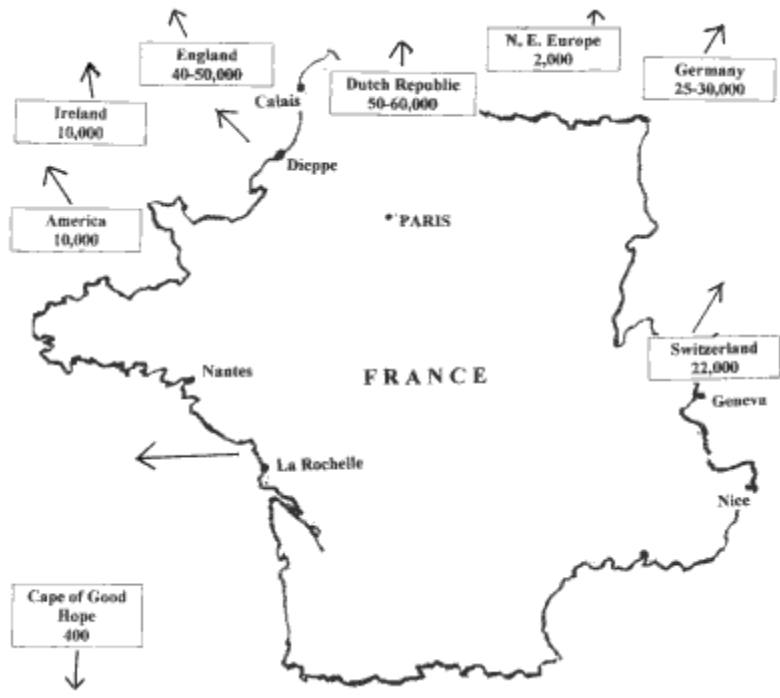 England
40-50,000
N. E. Europe
2,000
Dutch Republic
50-60,000
Germany
25-30,000
Calais
Ireland
10,000
Dieppe
America
10,000
PARIS
Switzerland
22,000
Nantes
FRANCE
Geneva
La Rochelle
Nice
Cape of Good
Hope
400